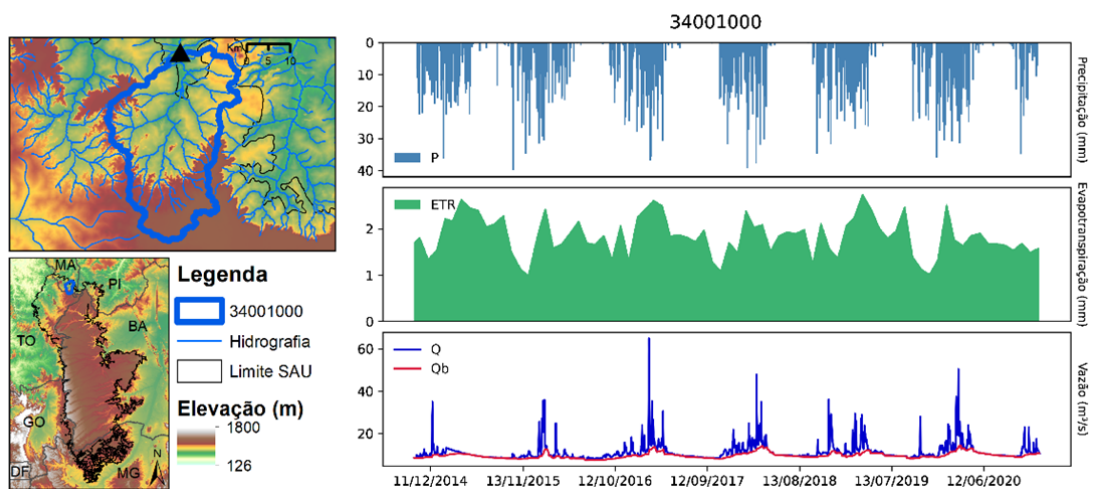 34001000
Km
0 5 10
MA
PI
TO
BA
GO
DF
MG
N
Legenda
34001000
Hidrografia
Limite SAU
Elevação (m)
1800
126
0
10
20
30
40
P
Precipitação (mm)
2
1
0
ETR
Evapotranspiração (mm)
60
40
20
Q
Qb
Vazão (m³/s)
11/12/2014 13/11/2015 12/10/2016 12/09/2017 13/08/2018 13/07/2019 12/06/2020